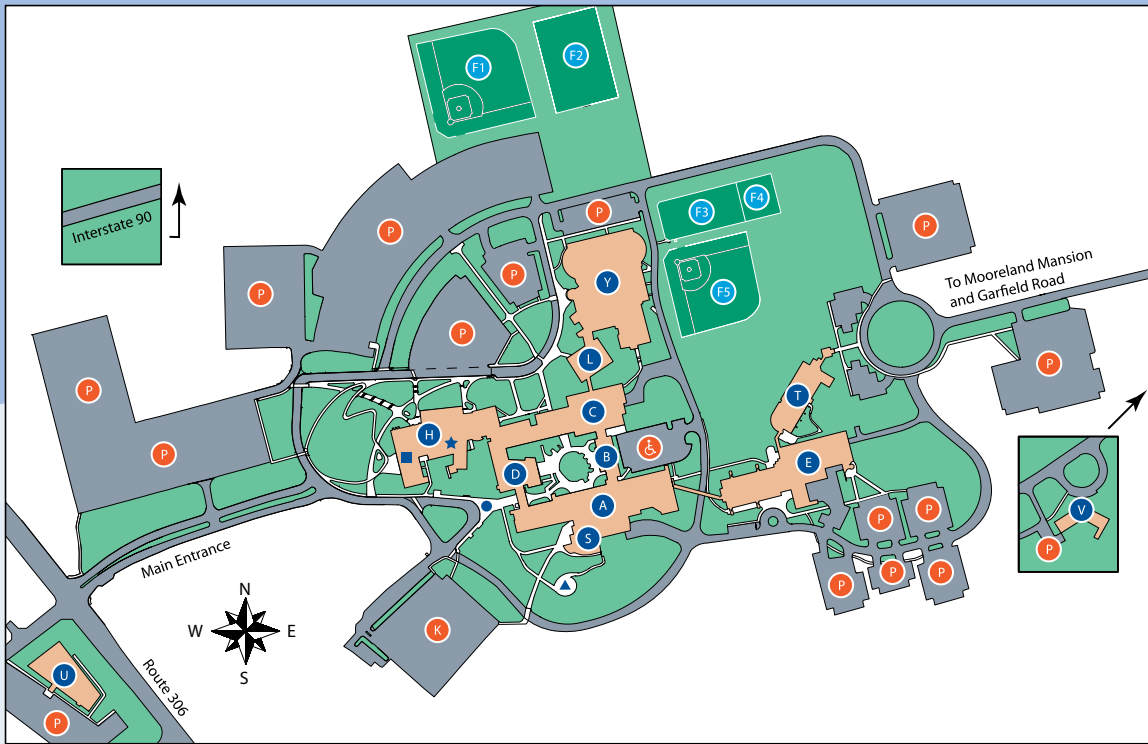 F1
F2
Interstate 90
P
P
F3
F4
P
P
P
Y
F5
To Mooreland Mansion
and Garfield Road
P
L
P
P
T
C
H
P
B
D
E
A
V
S
P
P
P
P
P
P
Main Entrance
N
W
E
S
K
U
Route 306
P